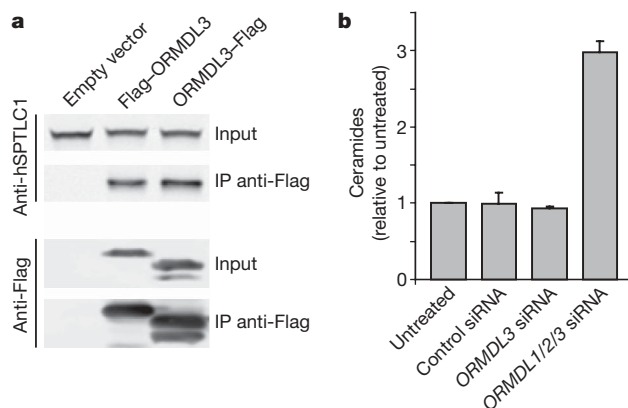 a
Empty vector
Flag–ORMDL3
ORMDL3–Flag
Anti-hSPTLC1
Input
IP anti-Flag
Anti-Flag
Input
IP anti-Flag
b
Ceramides
(relative to untreated)
3
2
1
0
Untreated
Control siRNA
ORMDL3 siRNA
ORMDL1/2/3 siRNA